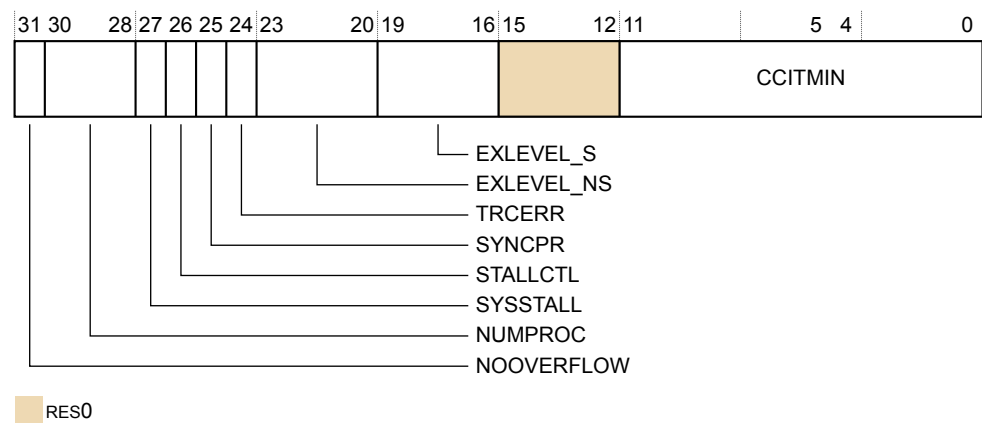 31 30 28 27 26 25 24 23 20 19 16 15 12 11 5 4 0
CCITMIN
EXLEVEL_S
EXLEVEL_NS
TRCERR
SYNCPR
STALLCTL
SYSSTALL
NUMPROC
NOOVERFLOW
RES0